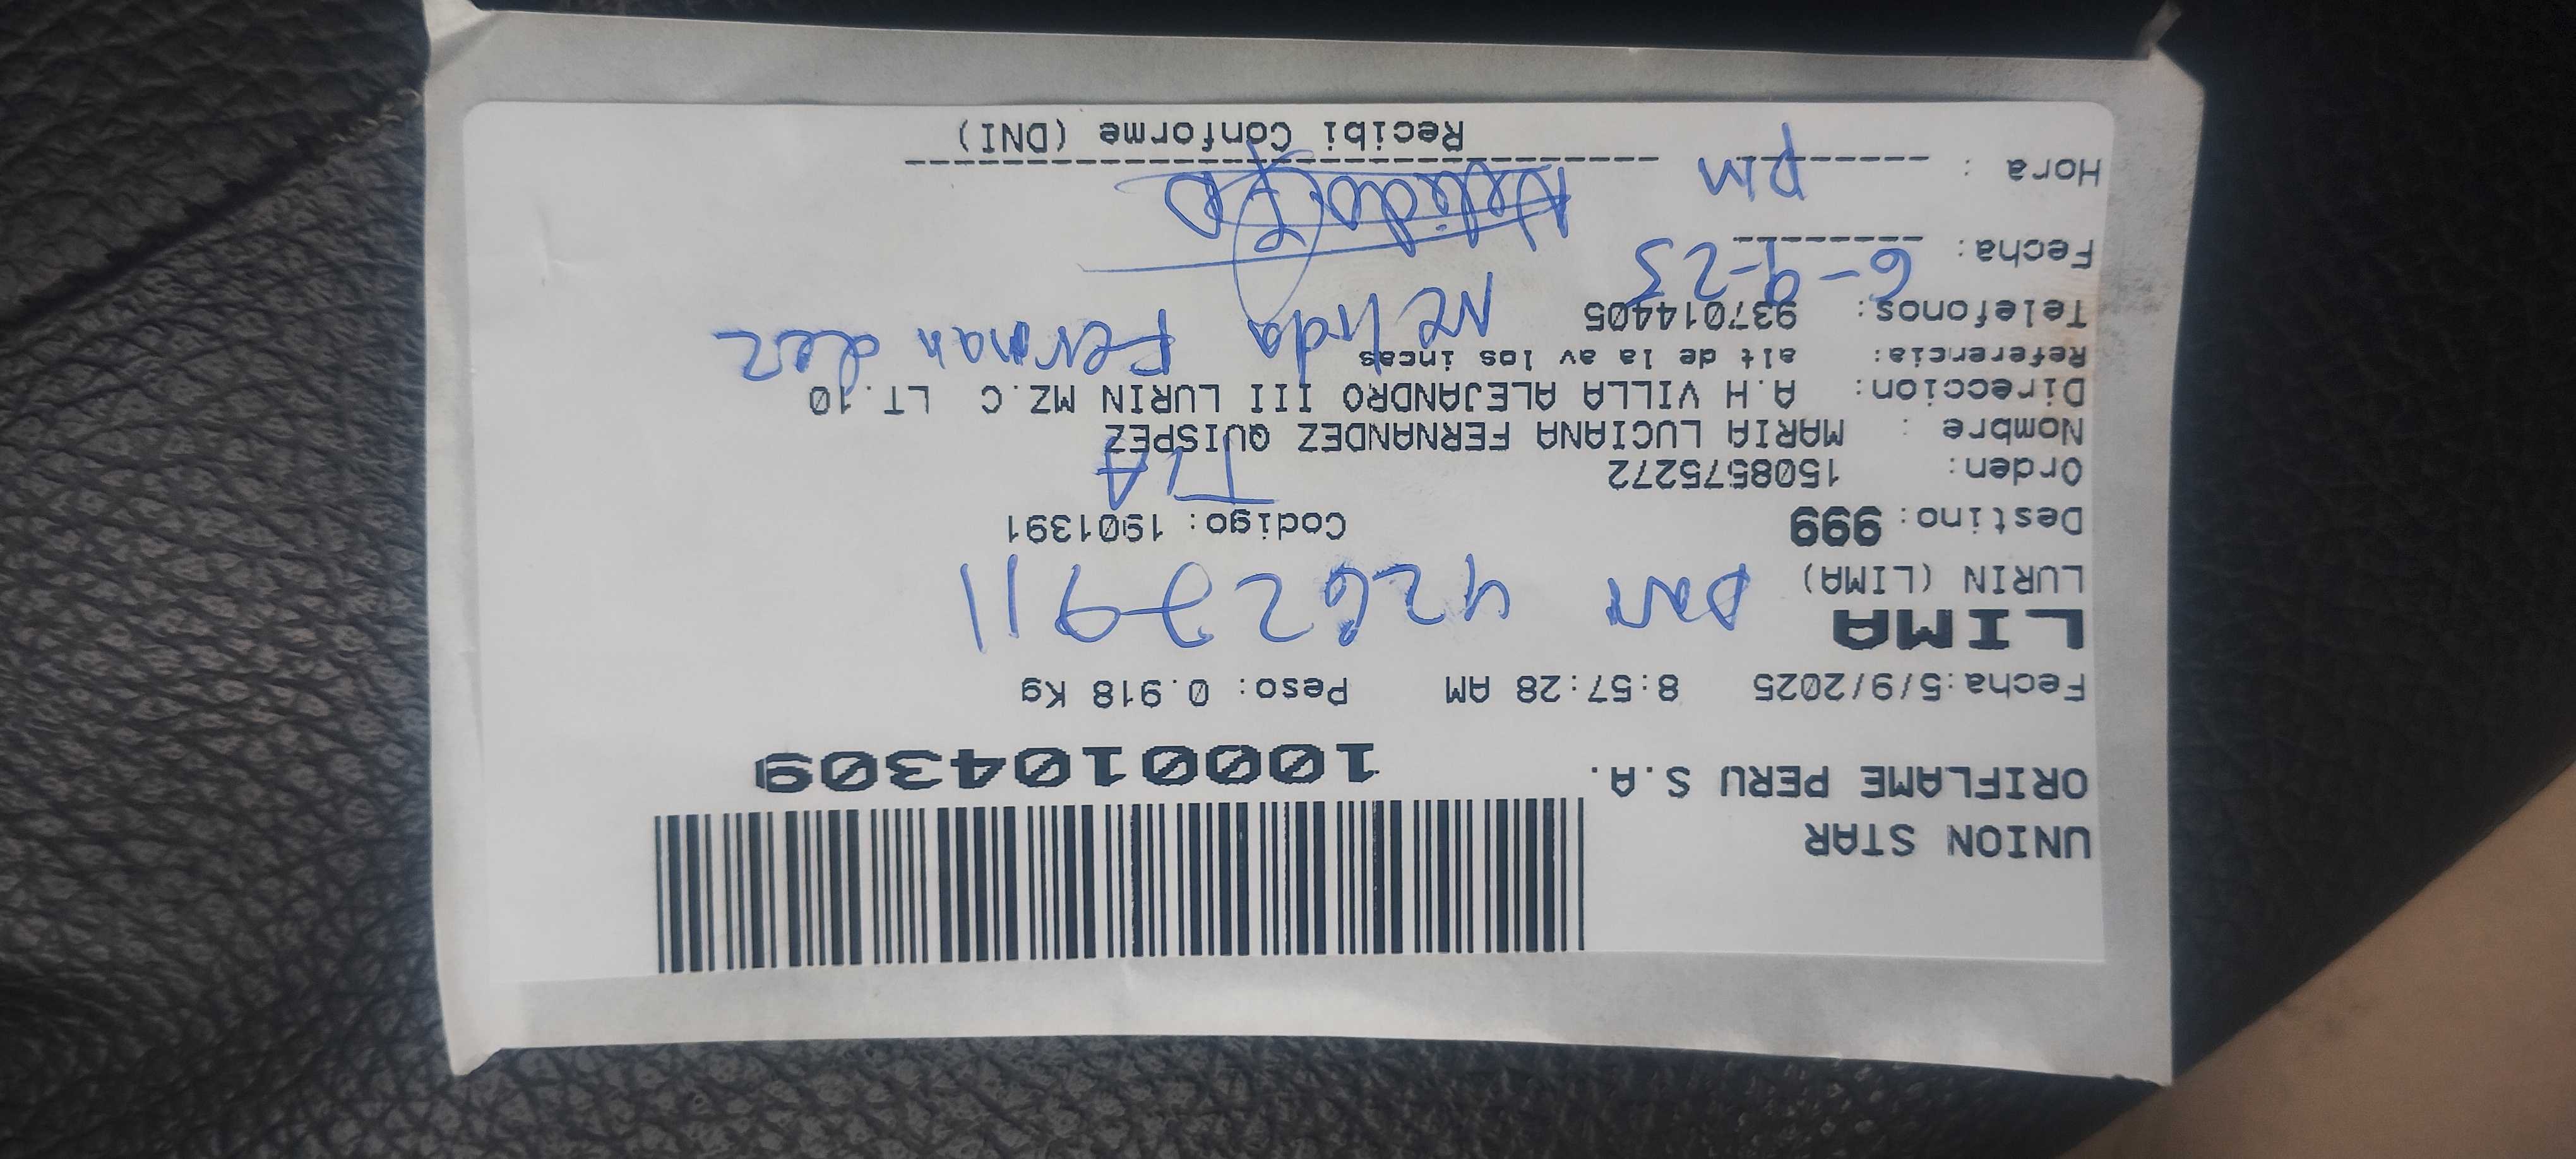 UNION STAR
ORIFLAME PERU S.A. 1000104309
Fecha:5/9/2025 8:57:28 AM Peso: 0.918 Kg
LIMA
LURIN (LIMA) DNI 42627911
Destino: 999 Codigo: 1901391
TIA
Orden: 1508575272
Nombre : MARIA LUCIANA FERNANDEZ QUISPEZ
Direccion: A.H VILLA ALEJANDRO III LURIN MZ.C LT.10
Referencia: alt de la av los incas
Nelida Fernandez
Telefonos: 937014405
Fecha: 6-9-25
Hora : PM
Recibi Conforme (DNI)